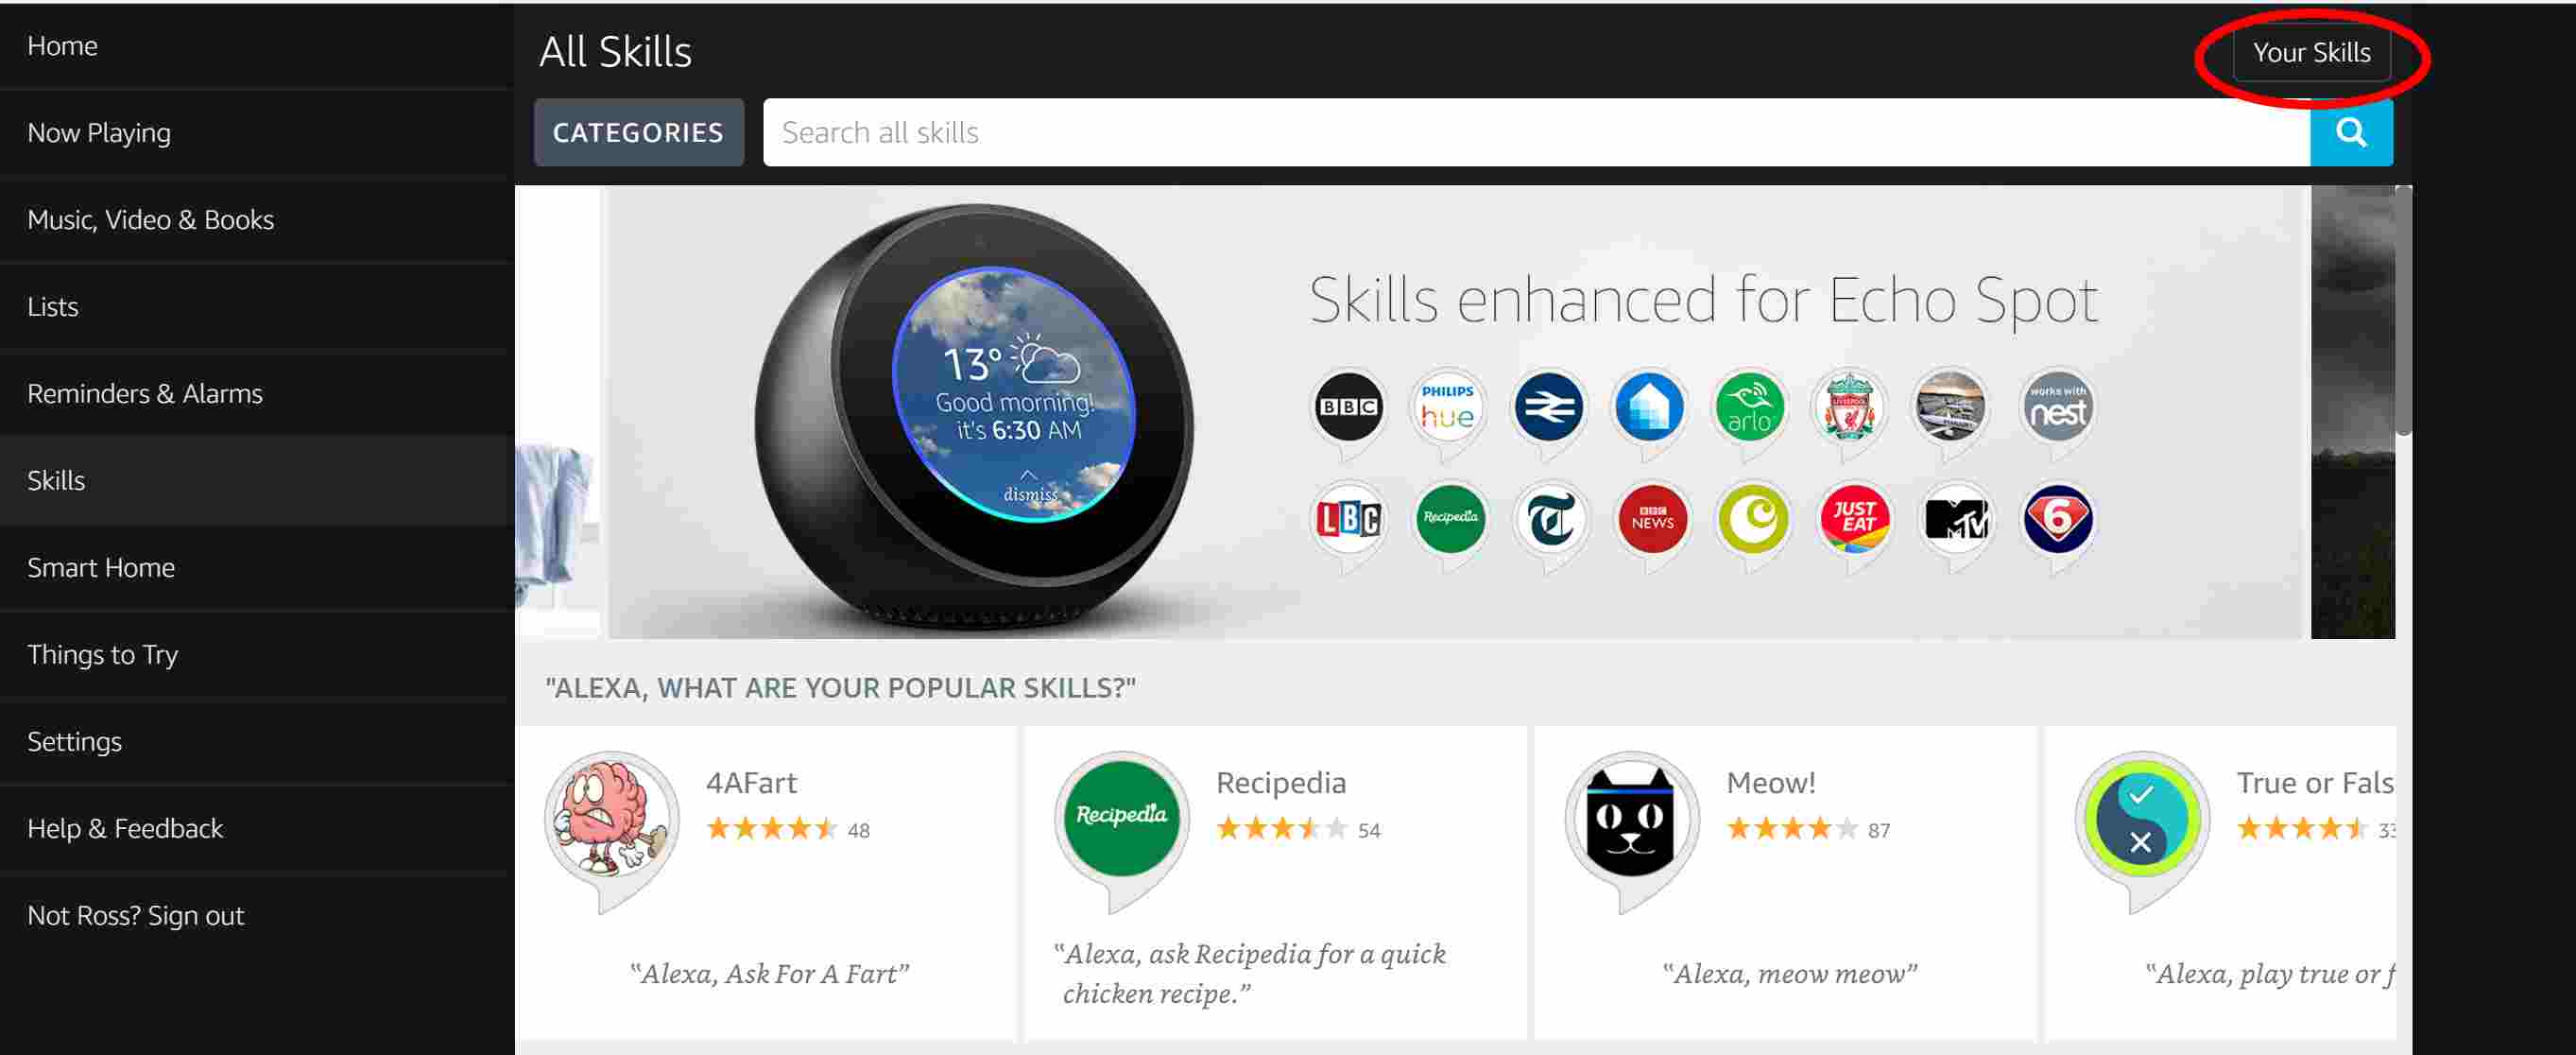 Home
Now Playing
Music, Video & Books
Lists
Reminders & Alarms
Skills
Smart Home
Things to Try
Settings
Help & Feedback
Not Ross? Sign out
All Skills
Your Skills
CATEGORIES
Search all skills
13°
Good morning!
it's 6:30 AM
dismiss
Skills enhanced for Echo Spot
BBC
PHILIPS
hue
arlo
LIVERPOOL
works with
nest
LBC
Recipedia
T
BBC
NEWS
JUST
EAT
MTV
6
"ALEXA, WHAT ARE YOUR POPULAR SKILLS?"
4AFart
48
"Alexa, Ask For A Fart"
Recipedia
Recipedia
54
"Alexa, ask Recipedia for a quick
chicken recipe."
Meow!
87
"Alexa, meow meow"
True or Fals
33
"Alexa, play true or f